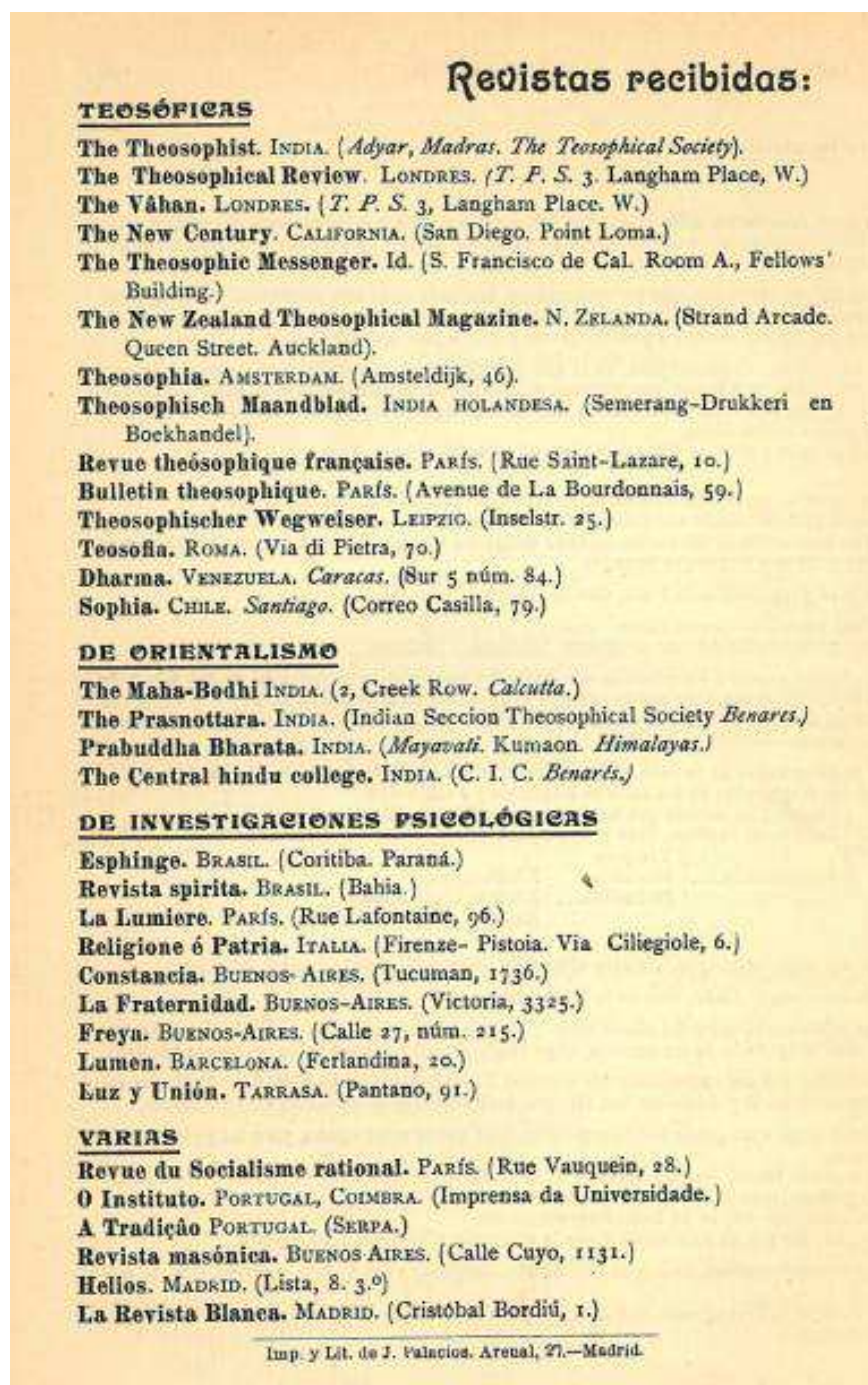 Revistas recibidas:
TEOSÓFICAS
The Theosophist. INDIA. (Adyar, Madras. The Teosophical Society).
The Theosophical Review. LONDRES. (T. P. S. 3. Langham Place, W.)
The Vâhan. LONDRES. (T. P. S. 3, Langham Place. W.)
The New Century. CALIFORNIA. (San Diego. Point Loma.)
The Theosophic Messenger. Id. (S. Francisco de Cal. Room A., Fellows'
Building.)
The New Zealand Theosophical Magazine. N. ZELANDA. (Strand Arcade.
Queen Street. Auckland).
Theosophia. AMSTERDAM. (Amsteldijk, 46).
Theosophisch Maandblad. INDIA HOLANDESA. (Semerang-Drukkeri en
Boekhandel).
Revue theósophique française. PARÍS. (Rue Saint-Lazare, 10.)
Bulletin theosophique. PARÍS. (Avenue de La Bourdonnais, 59.)
Theosophischer Wegweiser. LEIPZIG. (Inselstr. 25.)
Teosofia. ROMA. (Via di Pietra, 70.)
Dharma. VENEZUELA. Caracas. (Sur 5 núm. 84.)
Sophia. CHILE. Santiago. (Correo Casilla, 79.)
DE ORIENTALISMO
The Maha-Bodhi INDIA. (2, Creek Row. Calcutta.)
The Prasnottara. INDIA. (Indian Seccion Theosophical Society Benares.)
Prabuddha Bharata. INDIA. (Mayavati. Kumaon. Himalayas.)
The Central hindu college. INDIA. (C. I. C. Benarés.)
DE INVESTIGACIONES PSICOLÓGICAS
Esphinge. BRASIL. (Coritiba. Paraná.)
Revista spirita. BRASIL. (Bahia.)
La Lumiere. PARÍS. (Rue Lafontaine, 96.)
Religione é Patria. ITALIA. (Firenze- Pistoia. Via Ciliegiole, 6.)
Constancia. BUENOS-AIRES. (Tucuman, 1736.)
La Fraternidad. BUENOS-AIRES. (Victoria, 3325.)
Freya. BUENOS-AIRES. (Calle 27, núm. 215.)
Lumen. BARCELONA. (Ferlandina, 20.)
Luz y Unión. TARRASA. (Pantano, 91.)
VARIAS
Revue du Socialisme rational. PARÍS. (Rue Vauquein, 28.)
O Instituto. PORTUGAL, COIMBRA. (Imprensa da Universidade.)
A Tradiçâo PORTUGAL. (SERPA.)
Revista masónica. BUENOS AIRES. (Calle Cuyo, 1131.)
Helios. MADRID. (Lista, 8. 3.º)
La Revista Blanca. MADRID. (Cristóbal Bordiú, 1.)
Imp. y Lit. de J. Palacios. Arenal, 27.—Madrid.